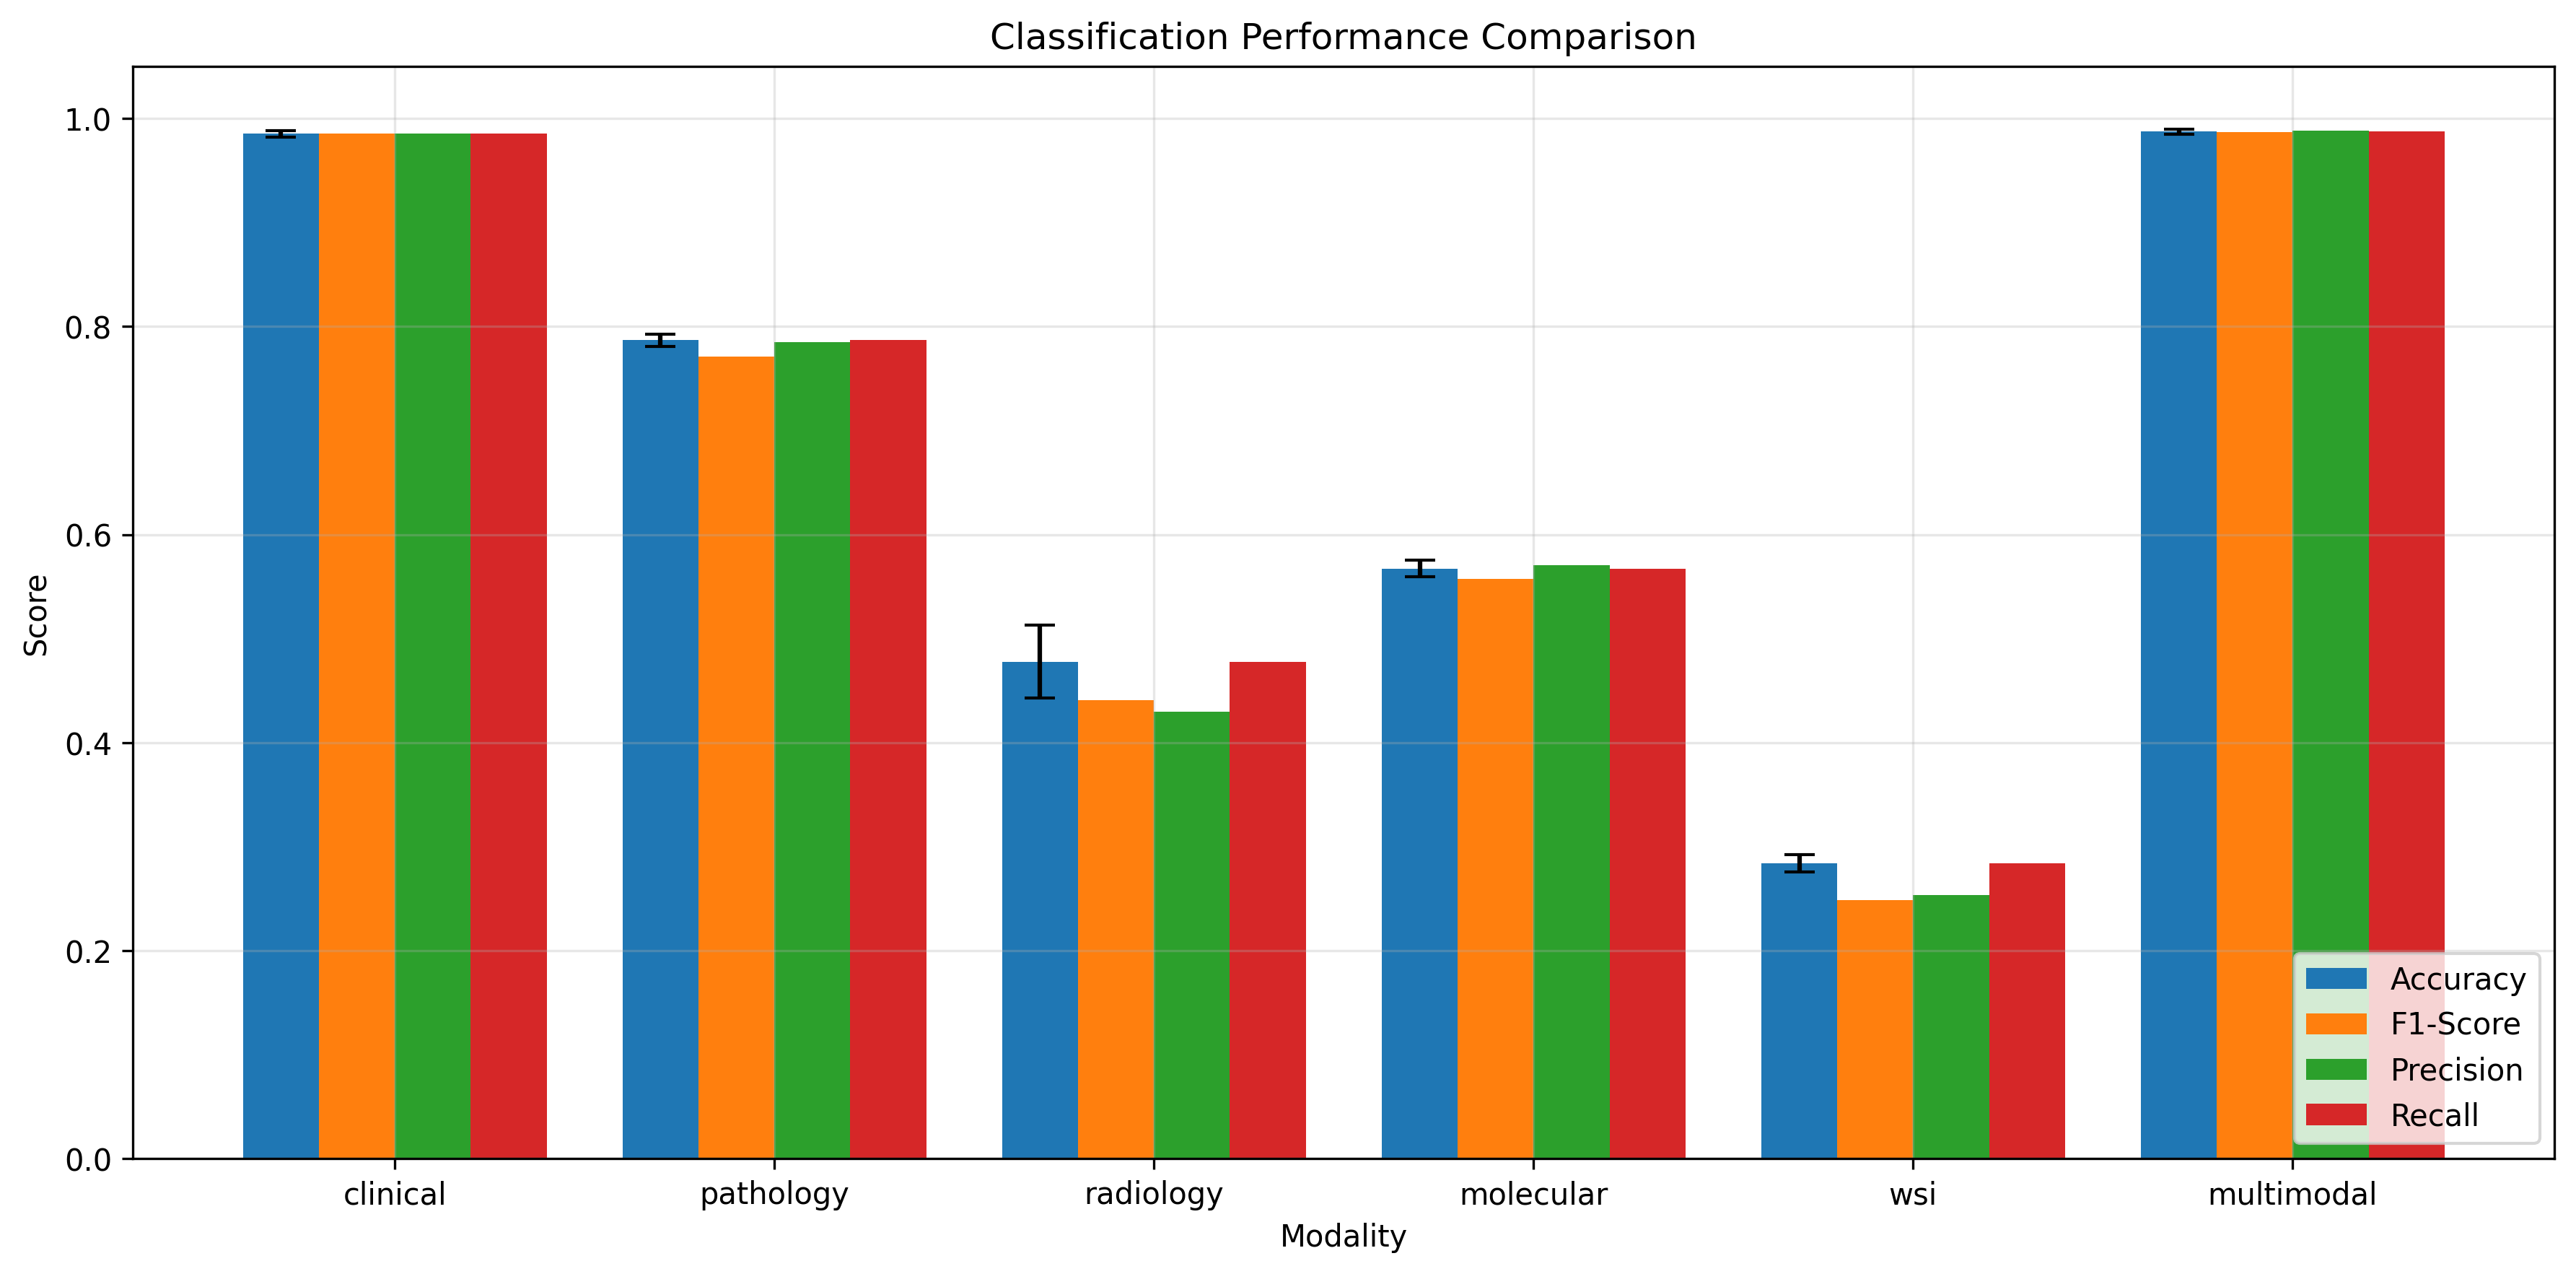 Classification Performance Comparison
1.0
0.8
0.6
0.4
0.2
0.0
Score
clinical
pathology
radiology
molecular
wsi
multimodal
Modality
Accuracy
F1-Score
Precision
Recall